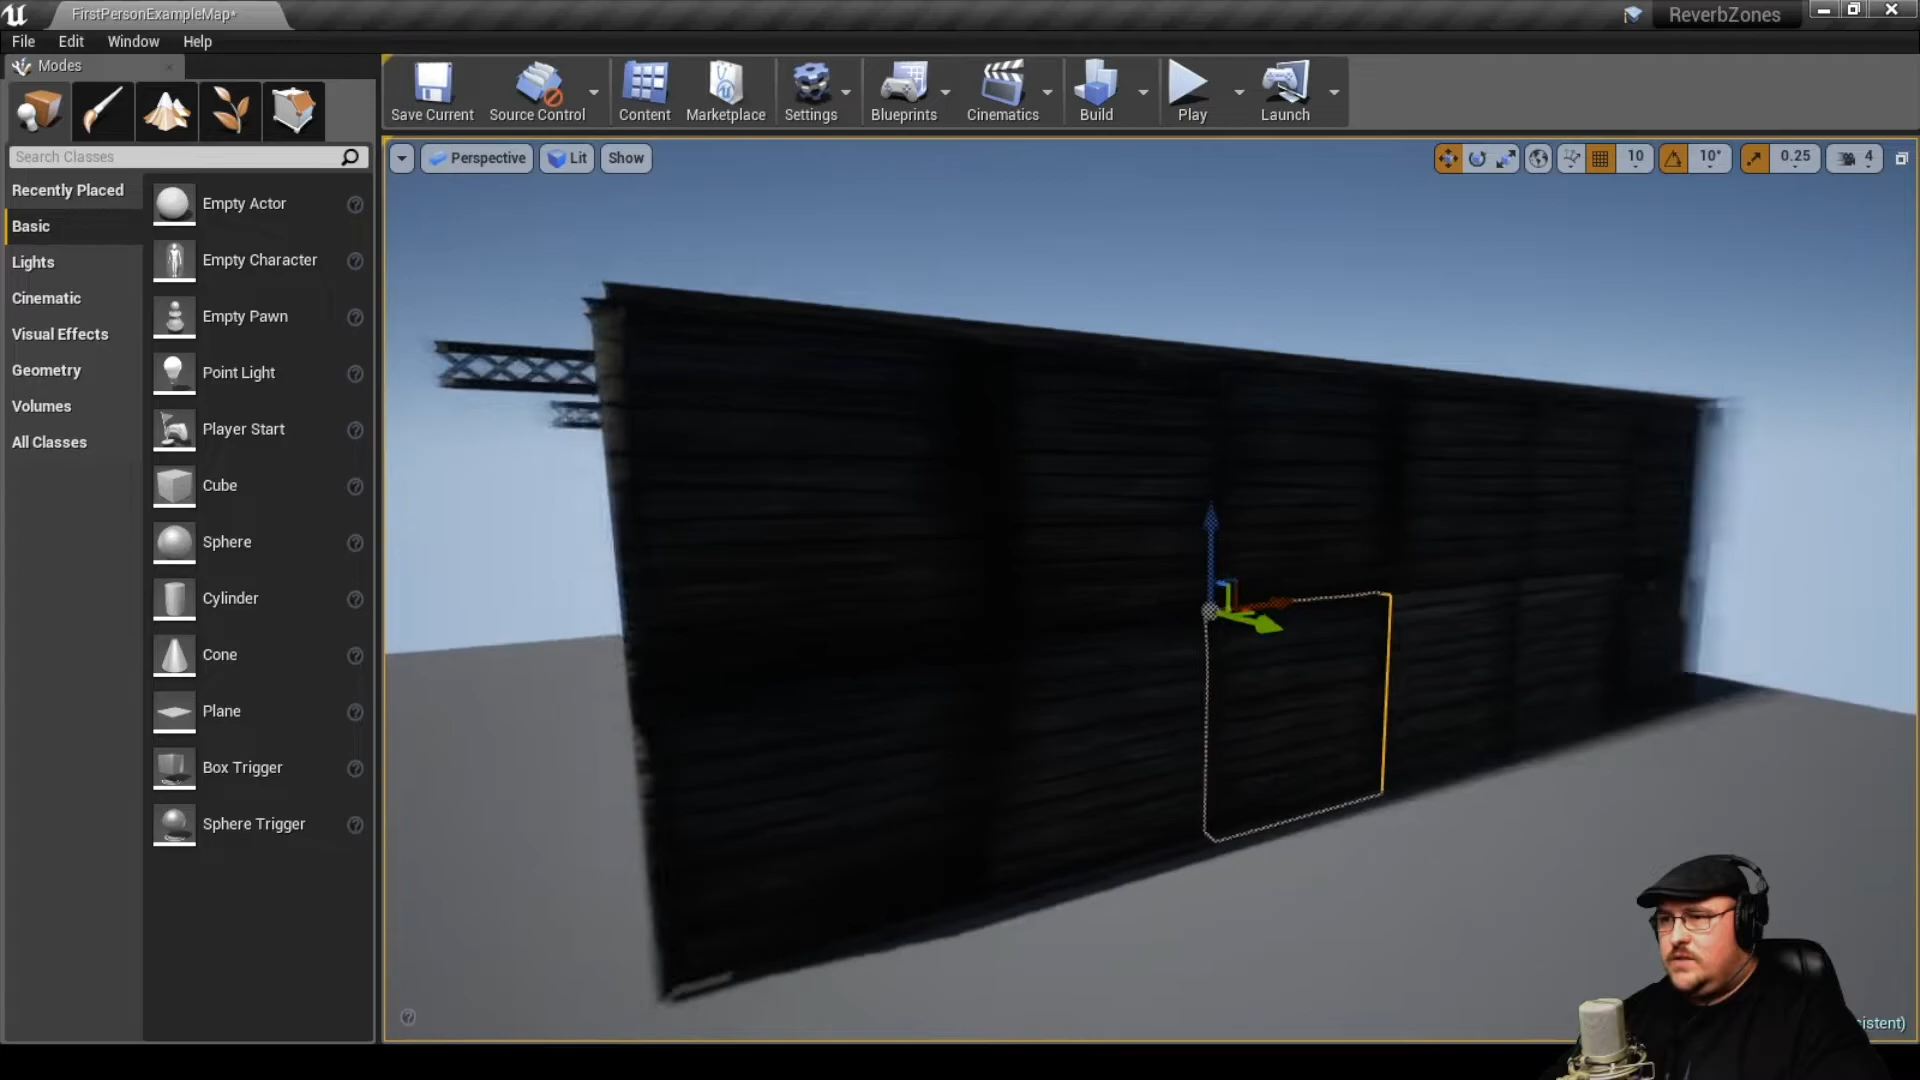 FirstPersonExampleMap*
ReverbZones
File Edit Window Help
Modes
Save Current
Source Control
Content
Marketplace
Settings
Blueprints
Cinematics
Build
Play
Launch
Search Classes
Perspective
Lit
Show
10
10°
0.25
4
Recently Placed
Basic
Lights
Cinematic
Visual Effects
Geometry
Volumes
All Classes
Empty Actor
Empty Character
Empty Pawn
Point Light
Player Start
Cube
Sphere
Cylinder
Cone
Plane
Box Trigger
Sphere Trigger
istent)